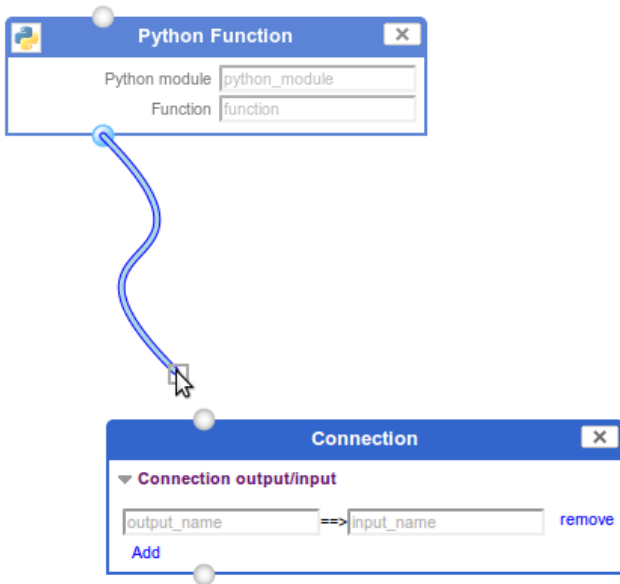 Python Function
Python module python_module
Function function
Connection
Connection output/input
output_name ==> input_name remove
Add